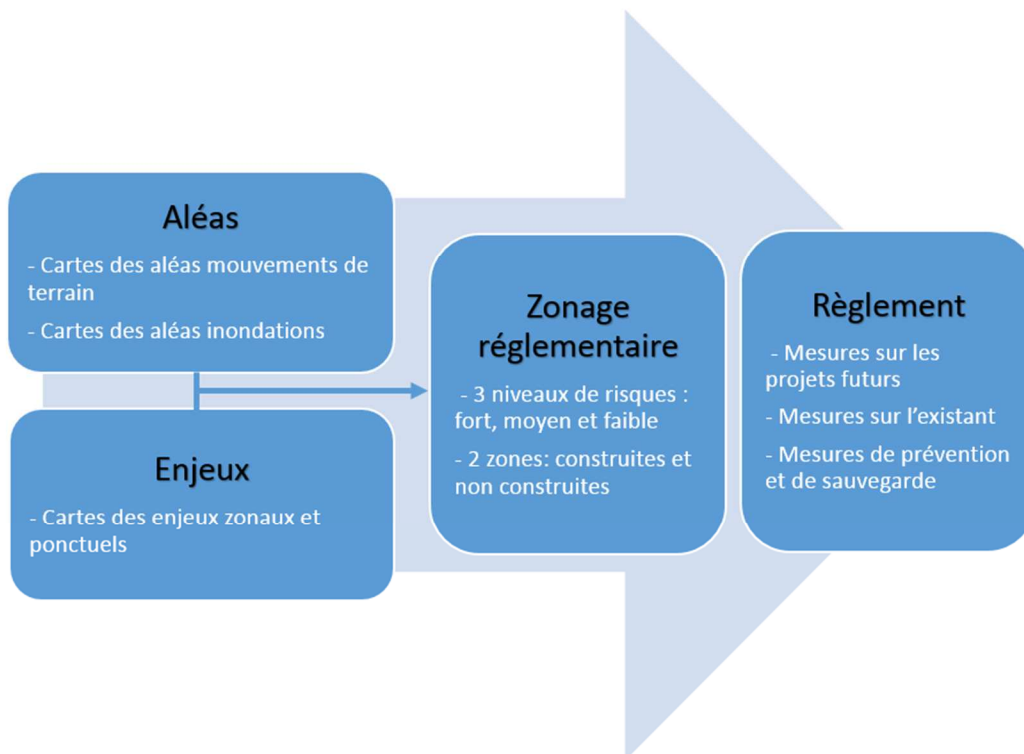 Aléas
- Cartes des aléas mouvements de
terrain
- Cartes des aléas inondations
Enjeux
- Cartes des enjeux zonaux et
ponctuels
Zonage
réglementaire
- 3 niveaux de risques :
fort, moyen et faible
- 2 zones: construites et
non construites
Règlement
- Mesures sur les
projets futurs
- Mesures sur l’existant
- Mesures de prévention
et de sauvegarde